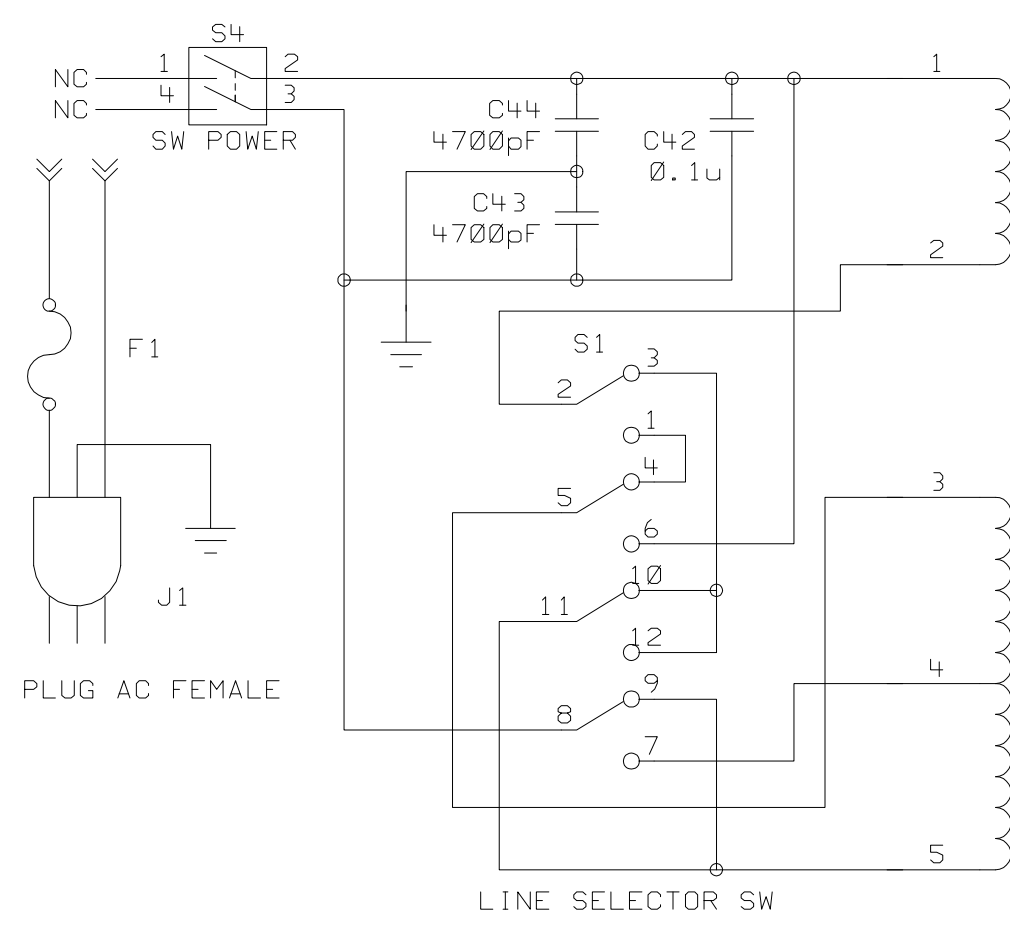 S4
1
2
1
NC
4
3
NC
C44
4700pF
SW POWER
C42
0.1u
C43
4700pF
2
F1
S1
3
2
1
4
5
3
6
10
11
J1
12
4
PLUG AC FEMALE
9
8
7
5
LINE SELECTOR SW